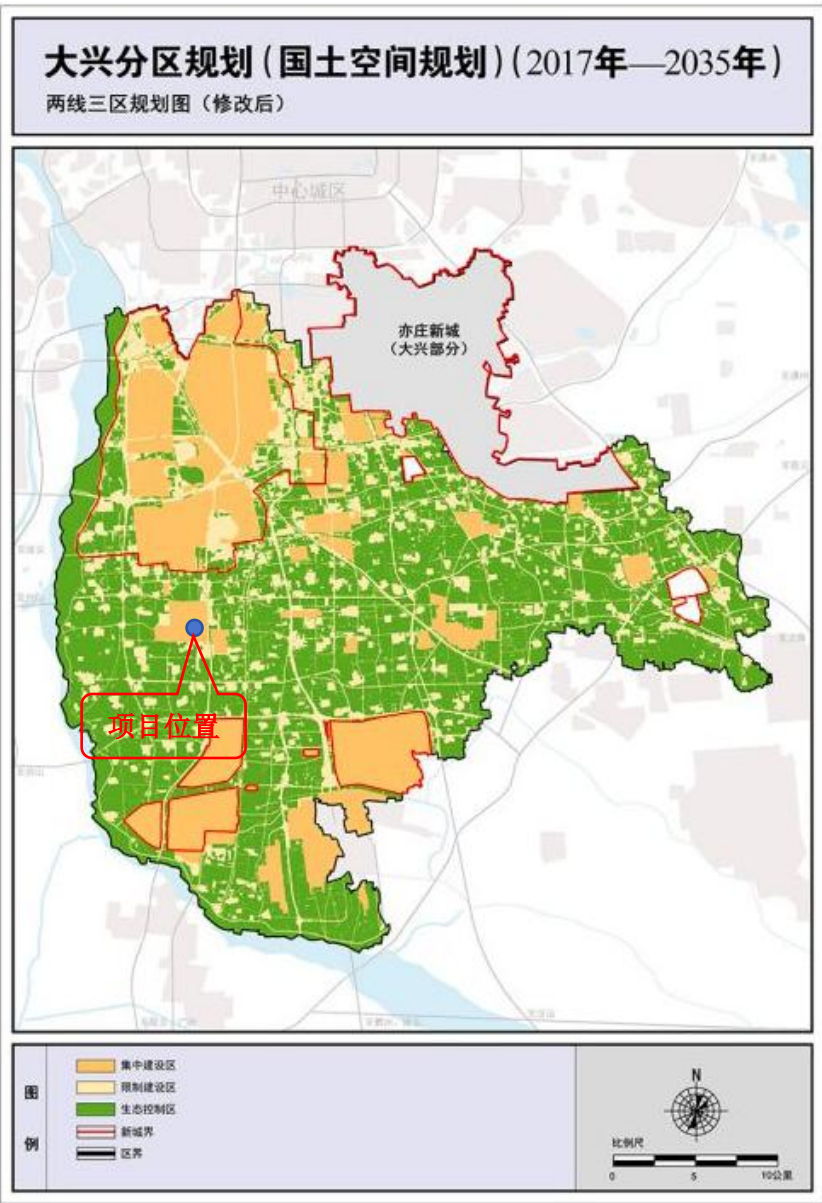 大兴分区规划(国土空间规划)(2017年—2035年)
两线三区规划图(修改后)
中心城区
亦庄新城
(大兴部分)
项目位置
图
例
集中建设区
限制建设区
生态控制区
新城界
区界
N
比例尺
0 5 10公里